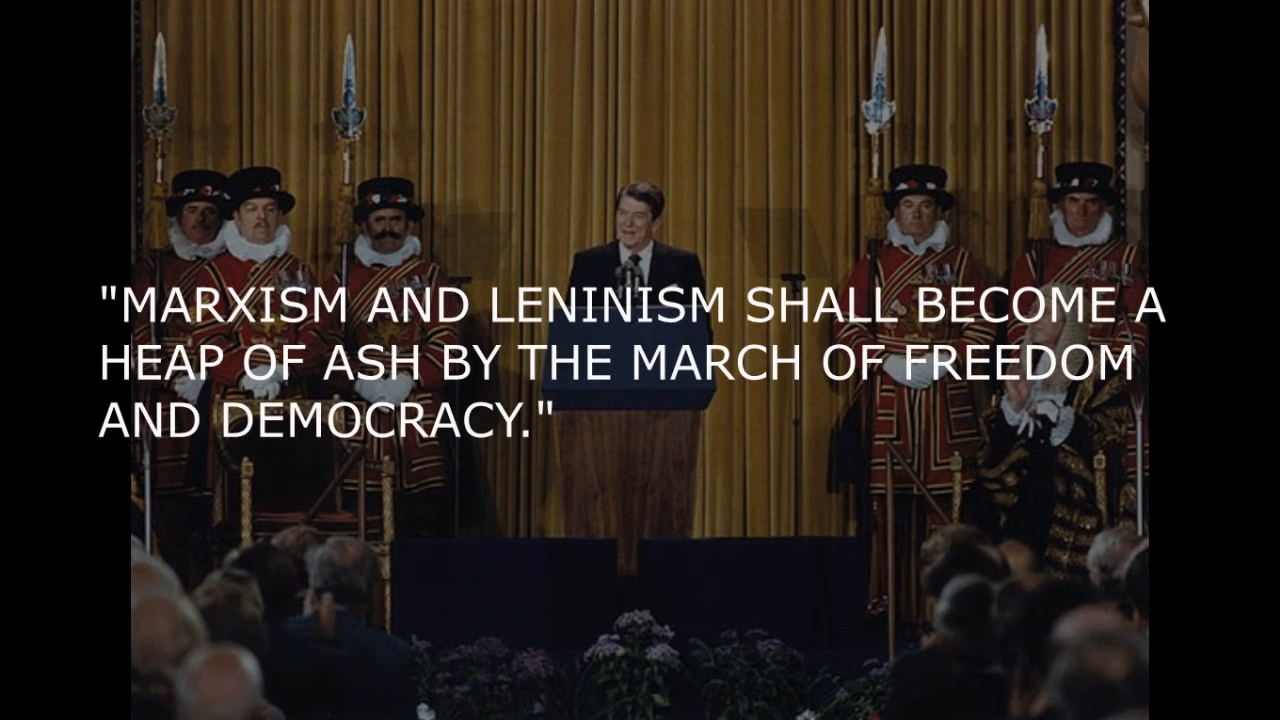 "MARXISM AND LENINISM SHALL BECOME A
HEAP OF ASH BY THE MARCH OF FREEDOM
AND DEMOCRACY."